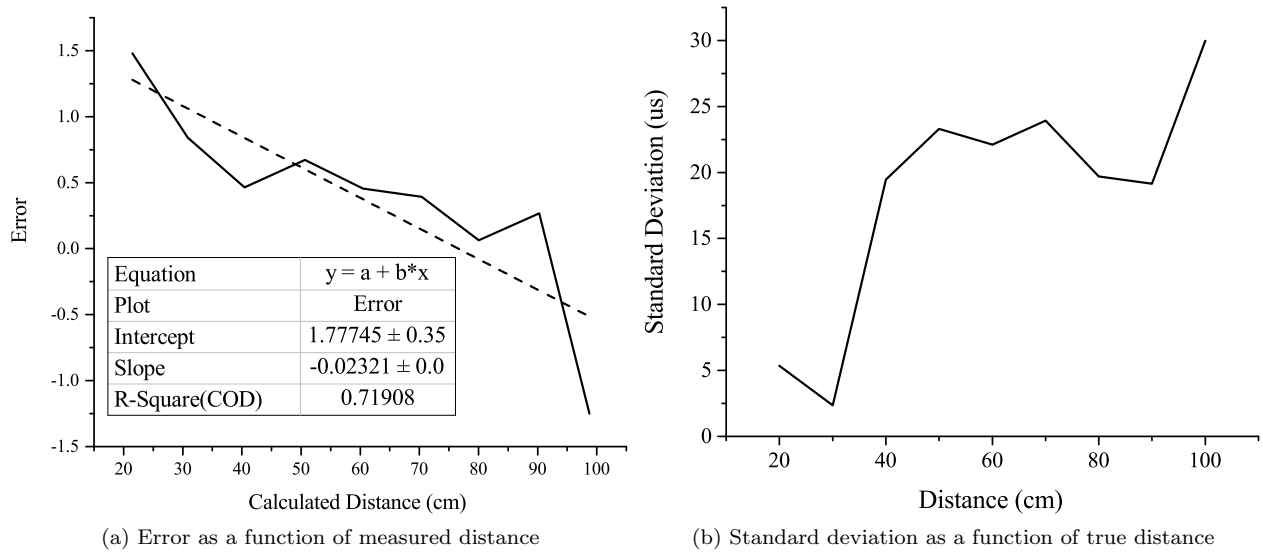 1.5
1.0
0.5
0.0
-0.5
-1.0
-1.5
Error
Equation y = a + b*x
Plot Error
Intercept 1.77745 ± 0.35
Slope -0.02321 ± 0.0
R-Square(COD) 0.71908
20 30 40 50 60 70 80 90 100
Calculated Distance (cm)
(a) Error as a function of measured distance
30
25
20
15
10
5
0
Standard Deviation (us)
20 40 60 80 100
Distance (cm)
(b) Standard deviation as a function of true distance